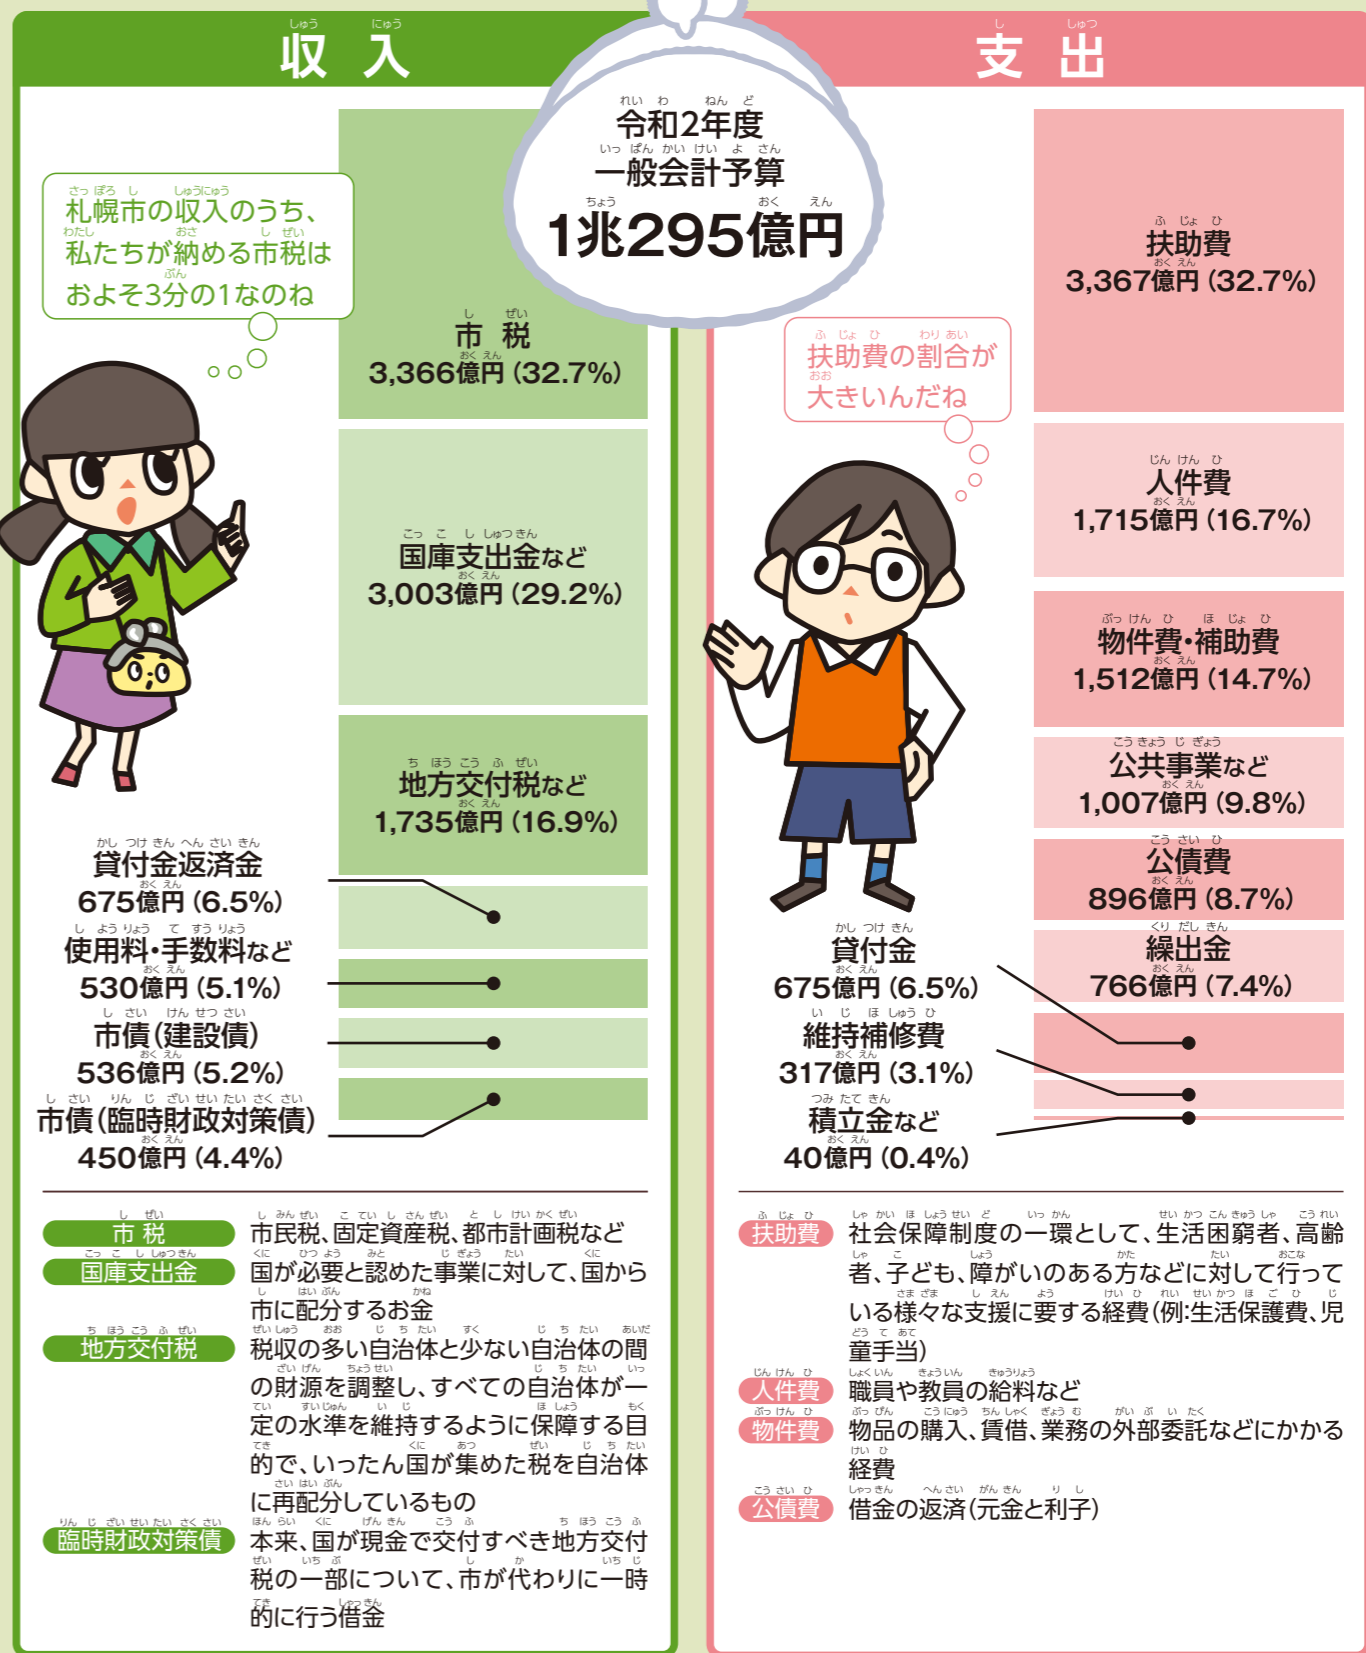 収入
令和2年度
一般会計予算
1兆295億円
札幌市の収入のうち、
私たちが納める市税は
およそ3分の1なのね
市税
3,366億円(32.7%)
国庫支出金など
3,003億円(29.2%)
地方交付税など
1,735億円(16.9%)
貸付金返済金
675億円(6.5%)
使用料・手数料など
530億円(5.1%)
市債(建設債)
536億円(5.2%)
市債(臨時財政対策債)
450億円(4.4%)
市税 市民税、固定資産税、都市計画税など
国庫支出金 国が必要と認めた事業に対して、国から
市に配分するお金
地方交付税 税収の多い自治体と少ない自治体の間
の財源を調整し、すべての自治体が一
定の水準を維持するように保障する目
的で、いったん国が集めた税を自治体
に再配分しているもの
臨時財政対策債 本来、国が現金で交付すべき地方交付
税の一部について、市が代わりに一時
的に行う借金
支出
扶助費
3,367億円(32.7%)
扶助費の割合が
大きいんだね
人件費
1,715億円(16.7%)
物件費・補助費
1,512億円(14.7%)
公共事業など
1,007億円(9.8%)
公債費
896億円(8.7%)
繰出金
766億円(7.4%)
貸付金
675億円(6.5%)
維持補修費
317億円(3.1%)
積立金など
40億円(0.4%)
扶助費 社会保障制度の一環として、生活困窮者、高齢
者、子ども、障がいのある方などに対して行って
いる様々な支援に要する経費(例:生活保護費、児
童手当)
人件費 職員や教員の給料など
物件費 物品の購入、賃借、業務の外部委託などにかかる
経費
公債費 借金の返済(元金と利子)